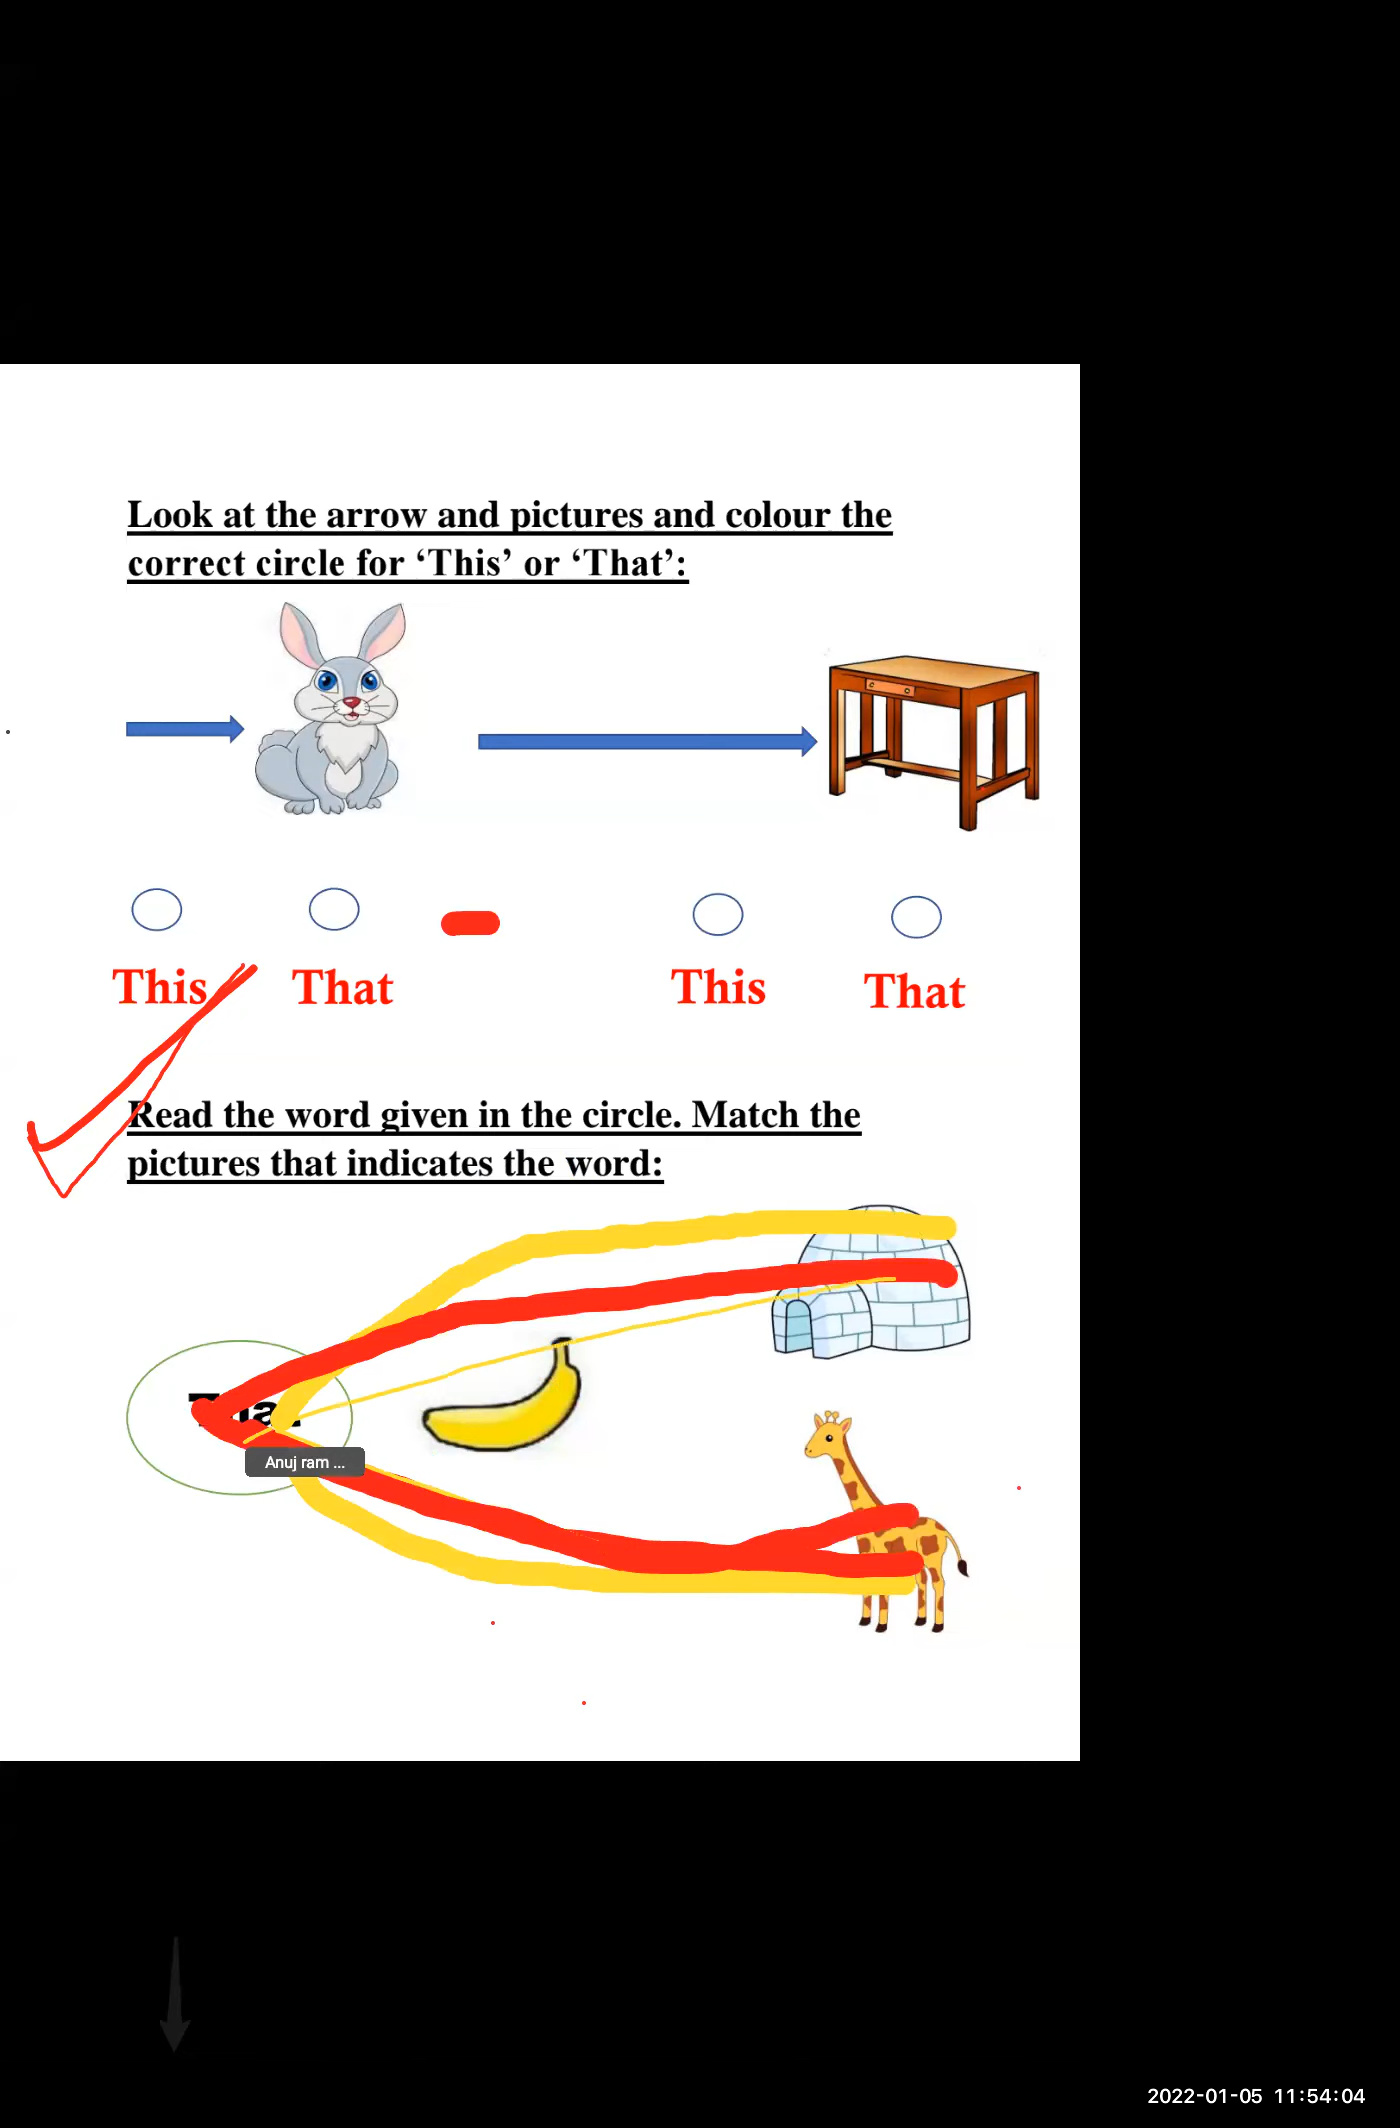 Look at the arrow and pictures and colour the
correct circle for ‘This’ or ‘That’:
This That This That
Read the word given in the circle. Match the
pictures that indicates the word:
Anuj ram ...
2022-01-05 11:54:04